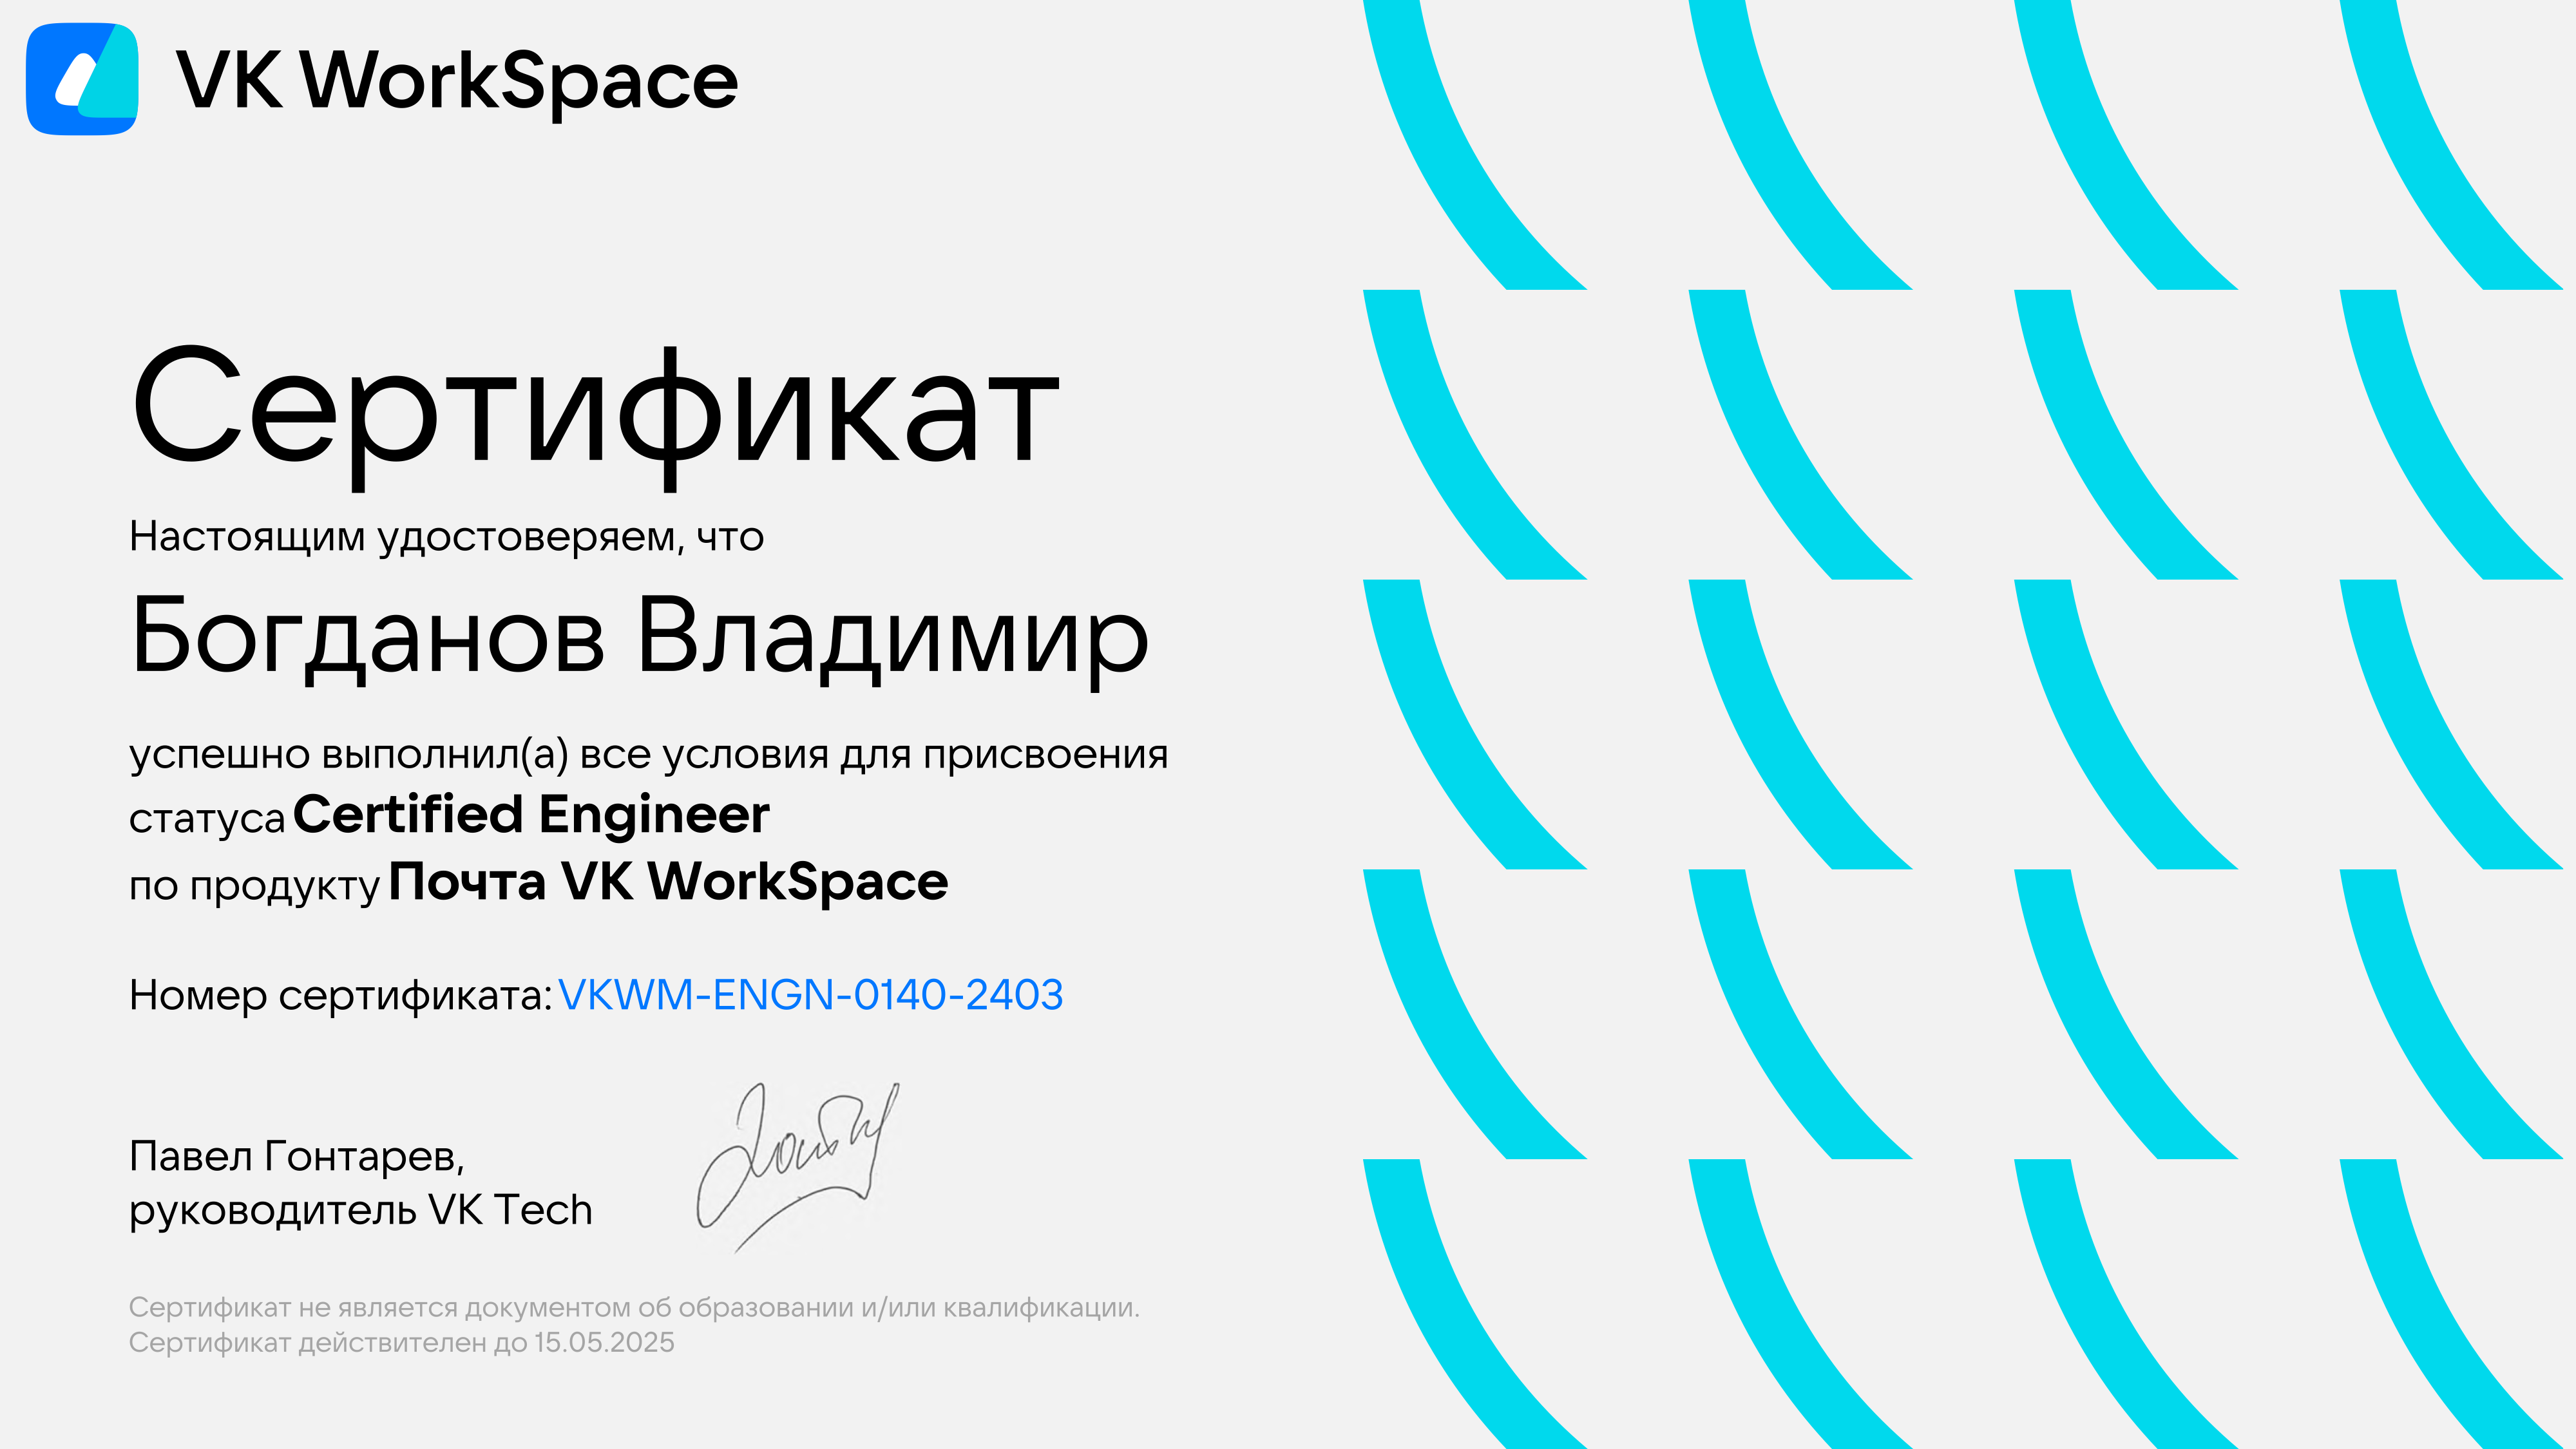 VK WorkSpace
Сертификат
Настоящим удостоверяем, что
Богданов Владимир
успешно выполнил(а) все условия для присвоения
статуса Certified Engineer
по продукту Почта VK WorkSpace
Номер сертификата: VKWM-ENGN-0140-2403
Павел Гонтарев,
руководитель VK Tech
Сертификат не является документом об образовании и/или квалификации.
Сертификат действителен до 15.05.2025